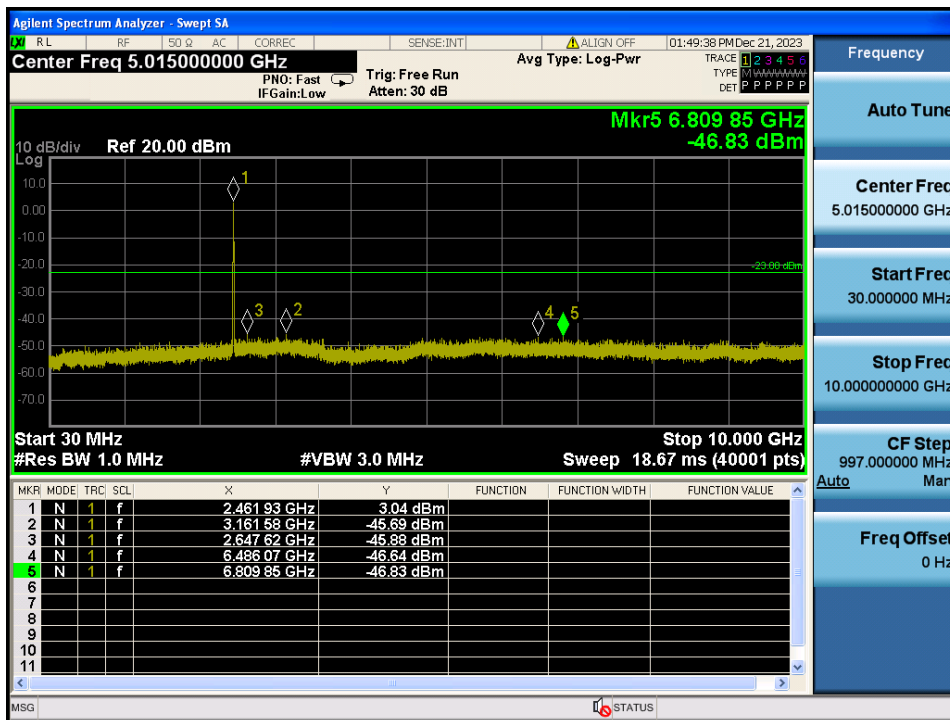 Agilent Spectrum Analyzer - Swept SA
LXI RL RF 50 Ω AC CORREC SENSE:INT ALIGN OFF 01:49:38 PM Dec 21, 2023
Center Freq 5.015000000 GHz
PNO: Fast
IFGain:Low
Trig: Free Run
Atten: 30 dB
Avg Type: Log-Pwr
TRACE 1 2 3 4 5 6
TYPE M W W W W W
DET P P P P P P
Mkr5 6.809 85 GHz
-46.83 dBm
10 dB/div
Log
Ref 20.00 dBm
10.0
0.00
-10.0
-20.0
-30.0
-40.0
-50.0
-60.0
-70.0
1
3
2
4
5
-23.00 dBm
Start 30 MHz
Stop 10.000 GHz
#Res BW 1.0 MHz
#VBW 3.0 MHz
Sweep 18.67 ms (40001 pts)
MKR MODE TRC SCL X Y FUNCTION FUNCTION WIDTH FUNCTION VALUE
1 N 1 f 2.461 93 GHz 3.04 dBm
2 N 1 f 3.161 58 GHz -45.69 dBm
3 N 1 f 2.647 62 GHz -45.88 dBm
4 N 1 f 6.486 07 GHz -46.64 dBm
5 N 1 f 6.809 85 GHz -46.83 dBm
6
7
8
9
10
11
MSG
STATUS
Frequency
Auto Tune
Center Freq
5.015000000 GHz
Start Freq
30.000000 MHz
Stop Freq
10.000000000 GHz
CF Step
997.000000 MHz
Auto Man
Freq Offset
0 Hz